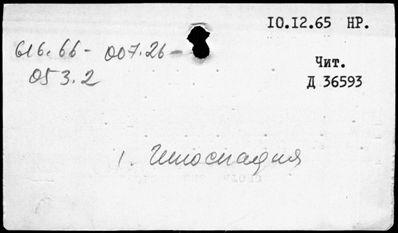 10.12.65 НР.
616.66-007.26-
053.2
Чит.
Д 36593
1. Гипоспадия